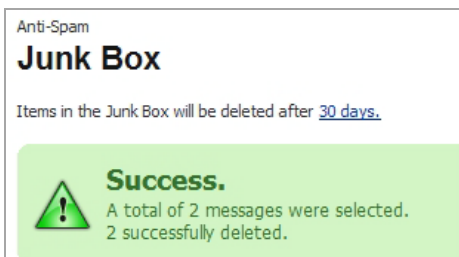 Anti-Spam
Junk Box
Items in the Junk Box will be deleted after 30 days.
Success.
A total of 2 messages were selected.
2 successfully deleted.